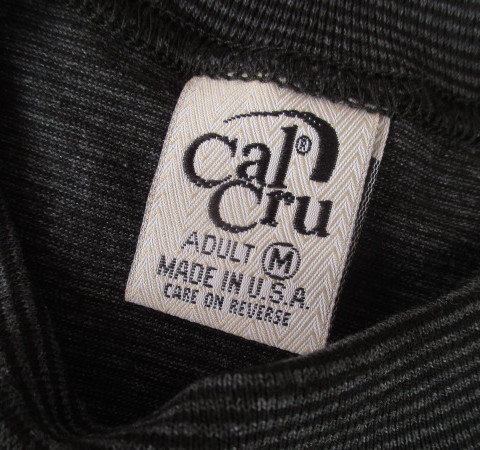 Cal®
Cru
ADULT M
MADE IN U.S.A.
CARE ON REVERSE